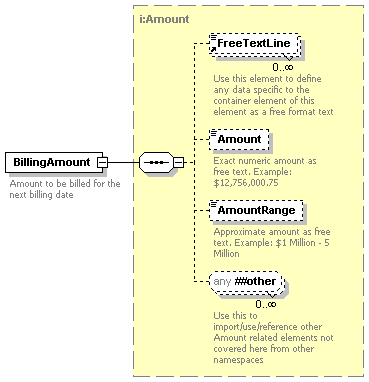 i:Amount
FreeTextLine
0..∞
Use this element to define
any data specific to the
container element of this
element as a free format text
Amount
Exact numeric amount as
free text. Example:
$12,756,000.75
BillingAmount
Amount to be billed for the
next billing date
AmountRange
Approximate amount as free
text. Example: $1 Million - 5
Million
any ##other
0..∞
Use this to
import/use/reference other
Amount related elements not
covered here from other
namespaces